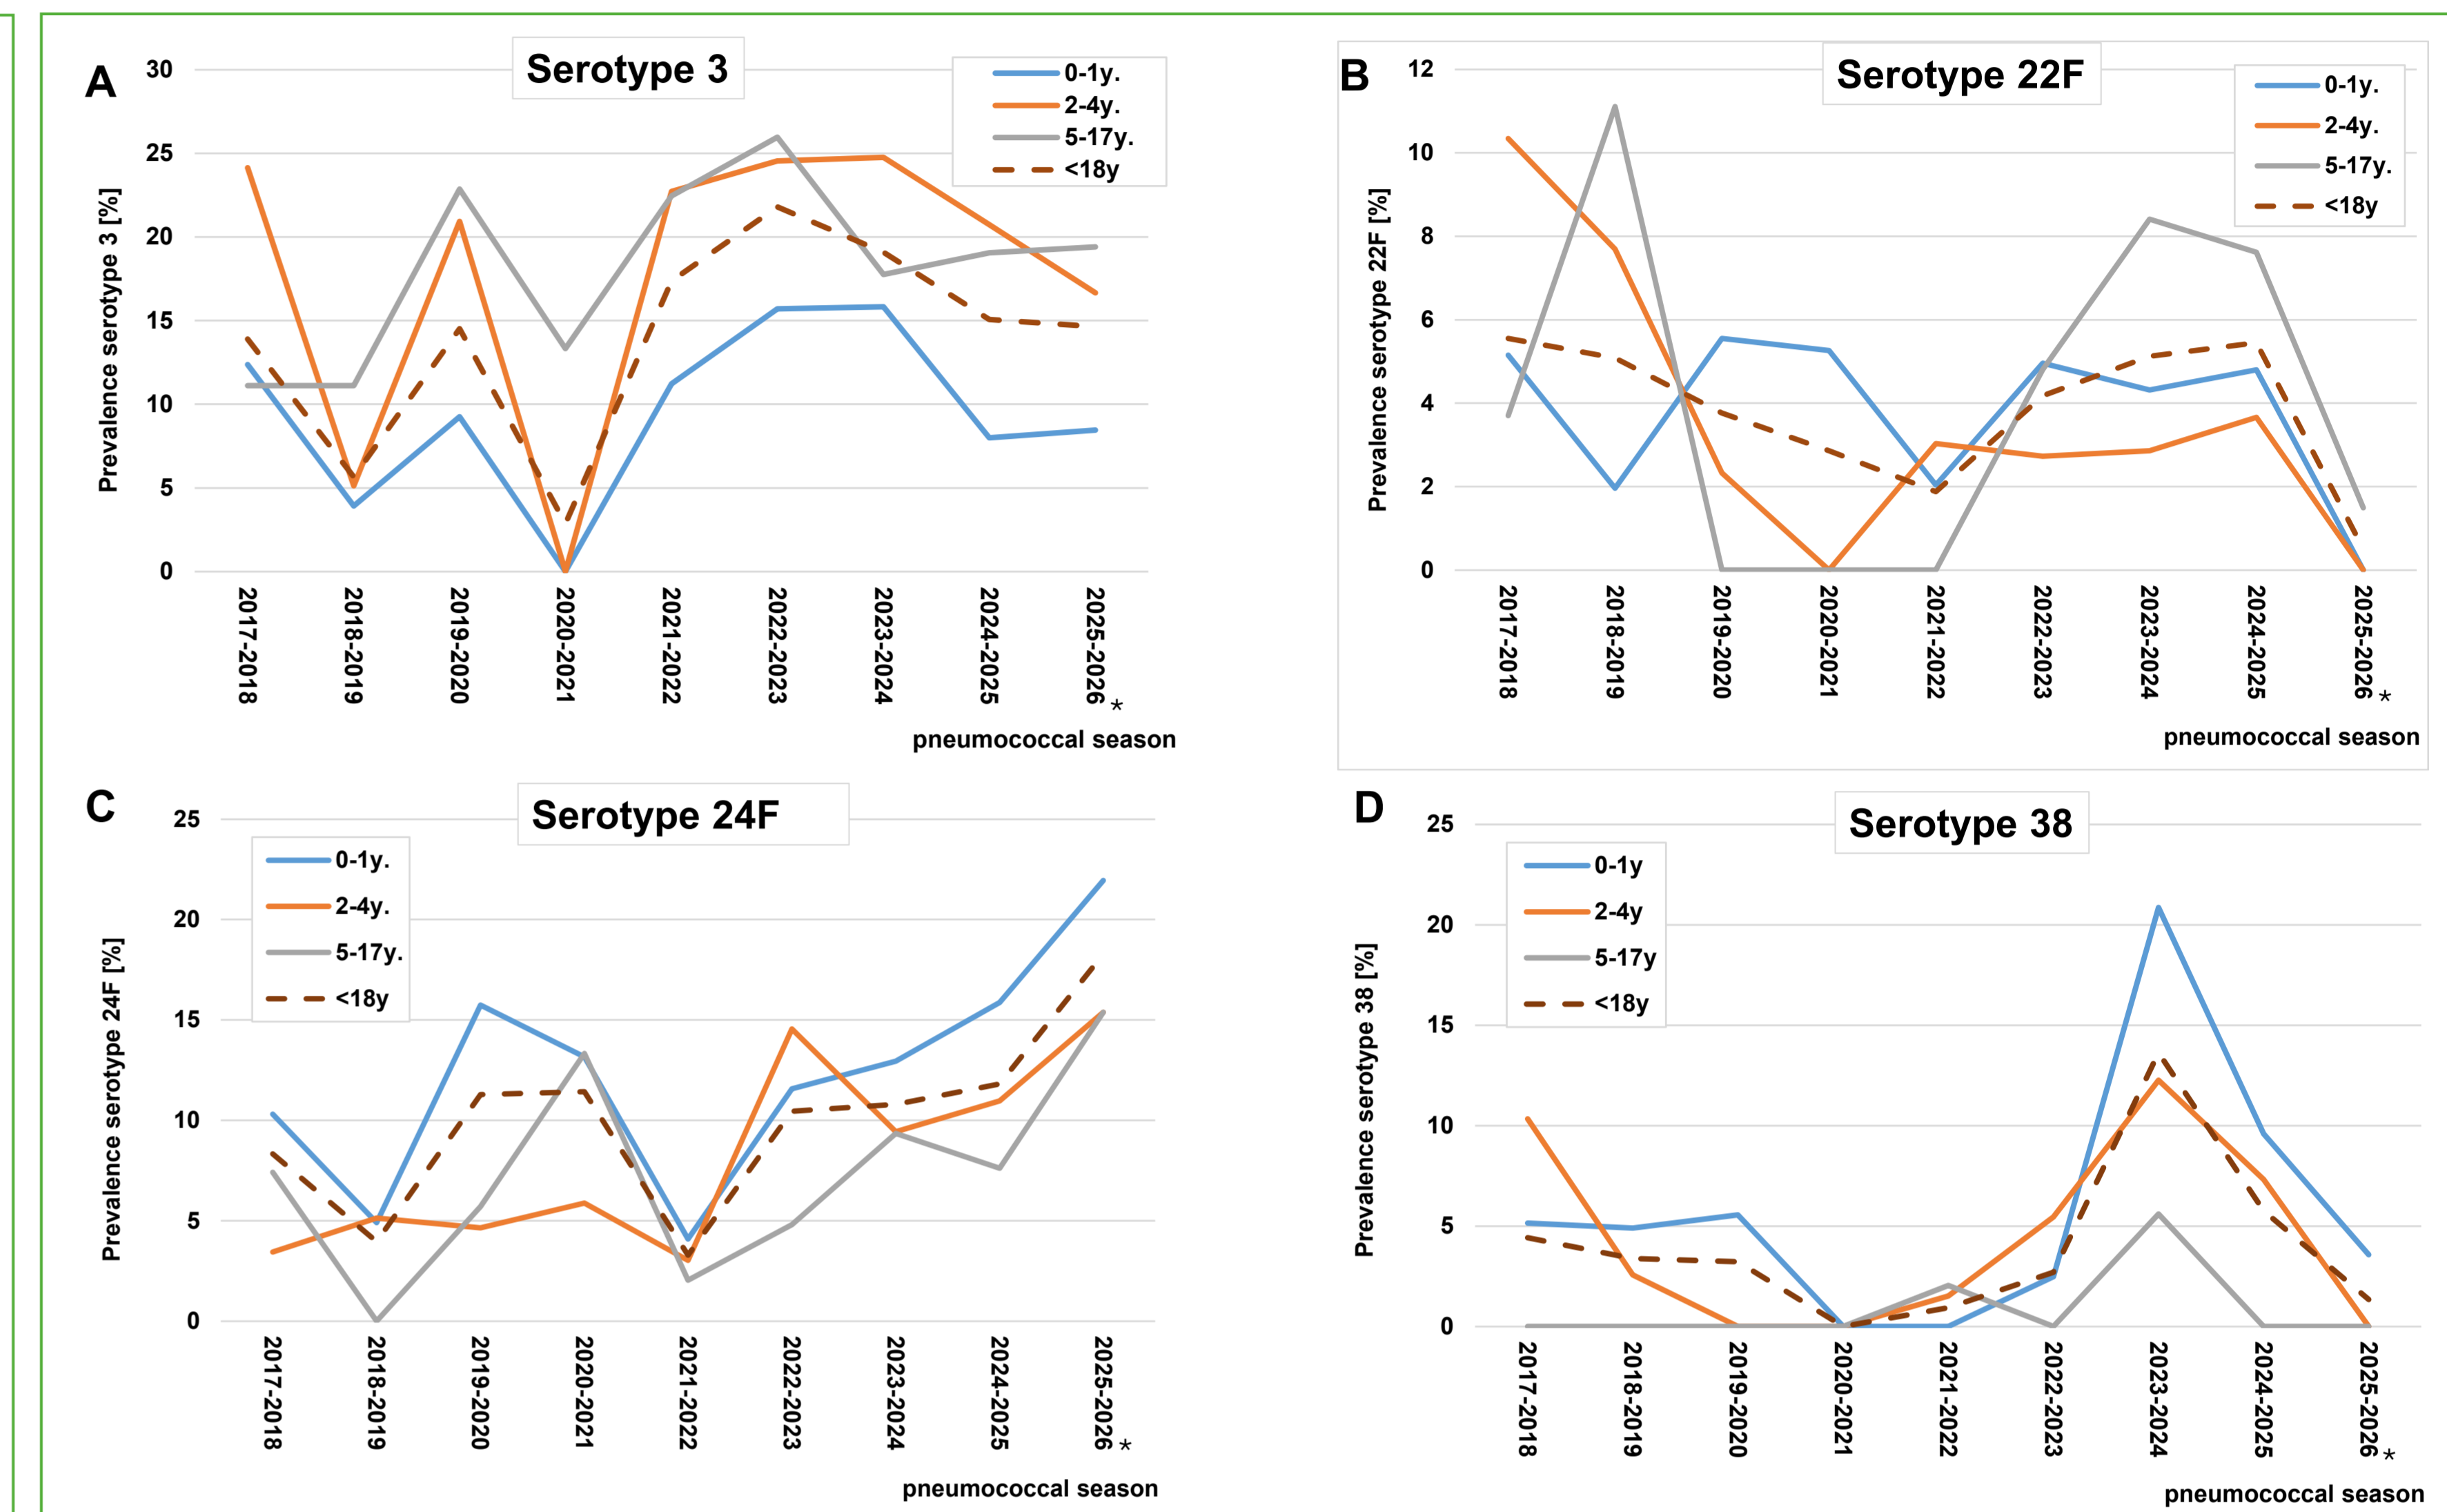 A
Serotype 3
0-1y.
2-4y.
5-17y.
<18y
Prevalence serotype 3 [%]
30
25
20
15
10
5
0
2017-2018
2018-2019
2019-2020
2020-2021
2021-2022
2022-2023
2023-2024
2024-2025
2025-2026 *
pneumococcal season
B
Serotype 22F
0-1y.
2-4y.
5-17y.
<18y
Prevalence serotype 22F [%]
12
10
8
6
4
2
0
2017-2018
2018-2019
2019-2020
2020-2021
2021-2022
2022-2023
2023-2024
2024-2025
2025-2026 *
pneumococcal season
C
Serotype 24F
0-1y.
2-4y.
5-17y.
<18y
Prevalence serotype 24F [%]
25
20
15
10
5
0
2017-2018
2018-2019
2019-2020
2020-2021
2021-2022
2022-2023
2023-2024
2024-2025
2025-2026 *
pneumococcal season
D
Serotype 38
0-1y
2-4y
5-17y
<18y
Prevalence serotype 38 [%]
25
20
15
10
5
0
2017-2018
2018-2019
2019-2020
2020-2021
2021-2022
2022-2023
2023-2024
2024-2025
2025-2026 *
pneumococcal season